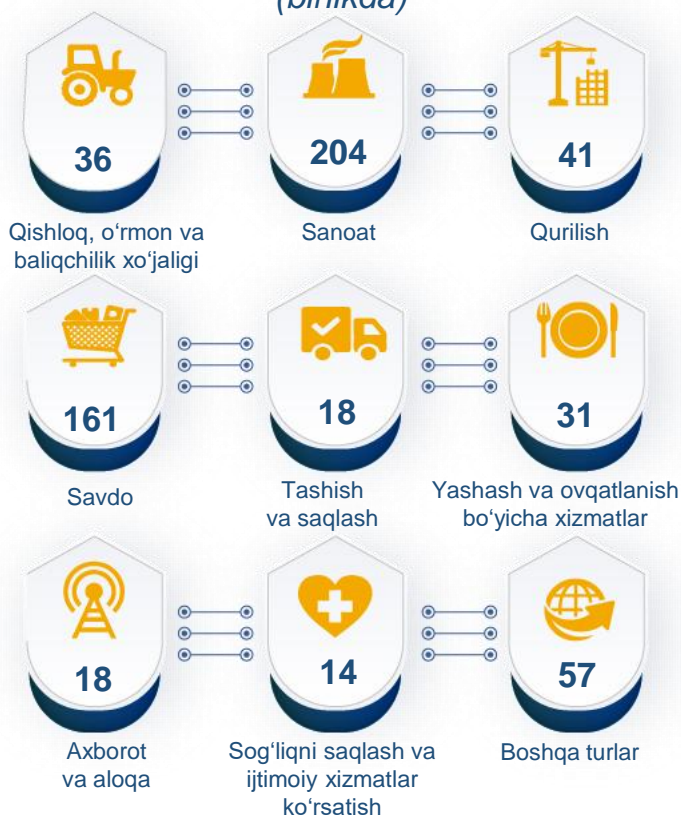 (birlikda)
36
204
41
Qishloq, o‘rmon va
baliqchilik xo‘jaligi
Sanoat
Qurilish
161
18
31
Savdo
Tashish
va saqlash
Yashash va ovqatlanish
bo‘yicha xizmatlar
18
14
57
Axborot
va aloqa
Sog‘liqni saqlash va
ijtimoiy xizmatlar
ko‘rsatish
Boshqa turlar